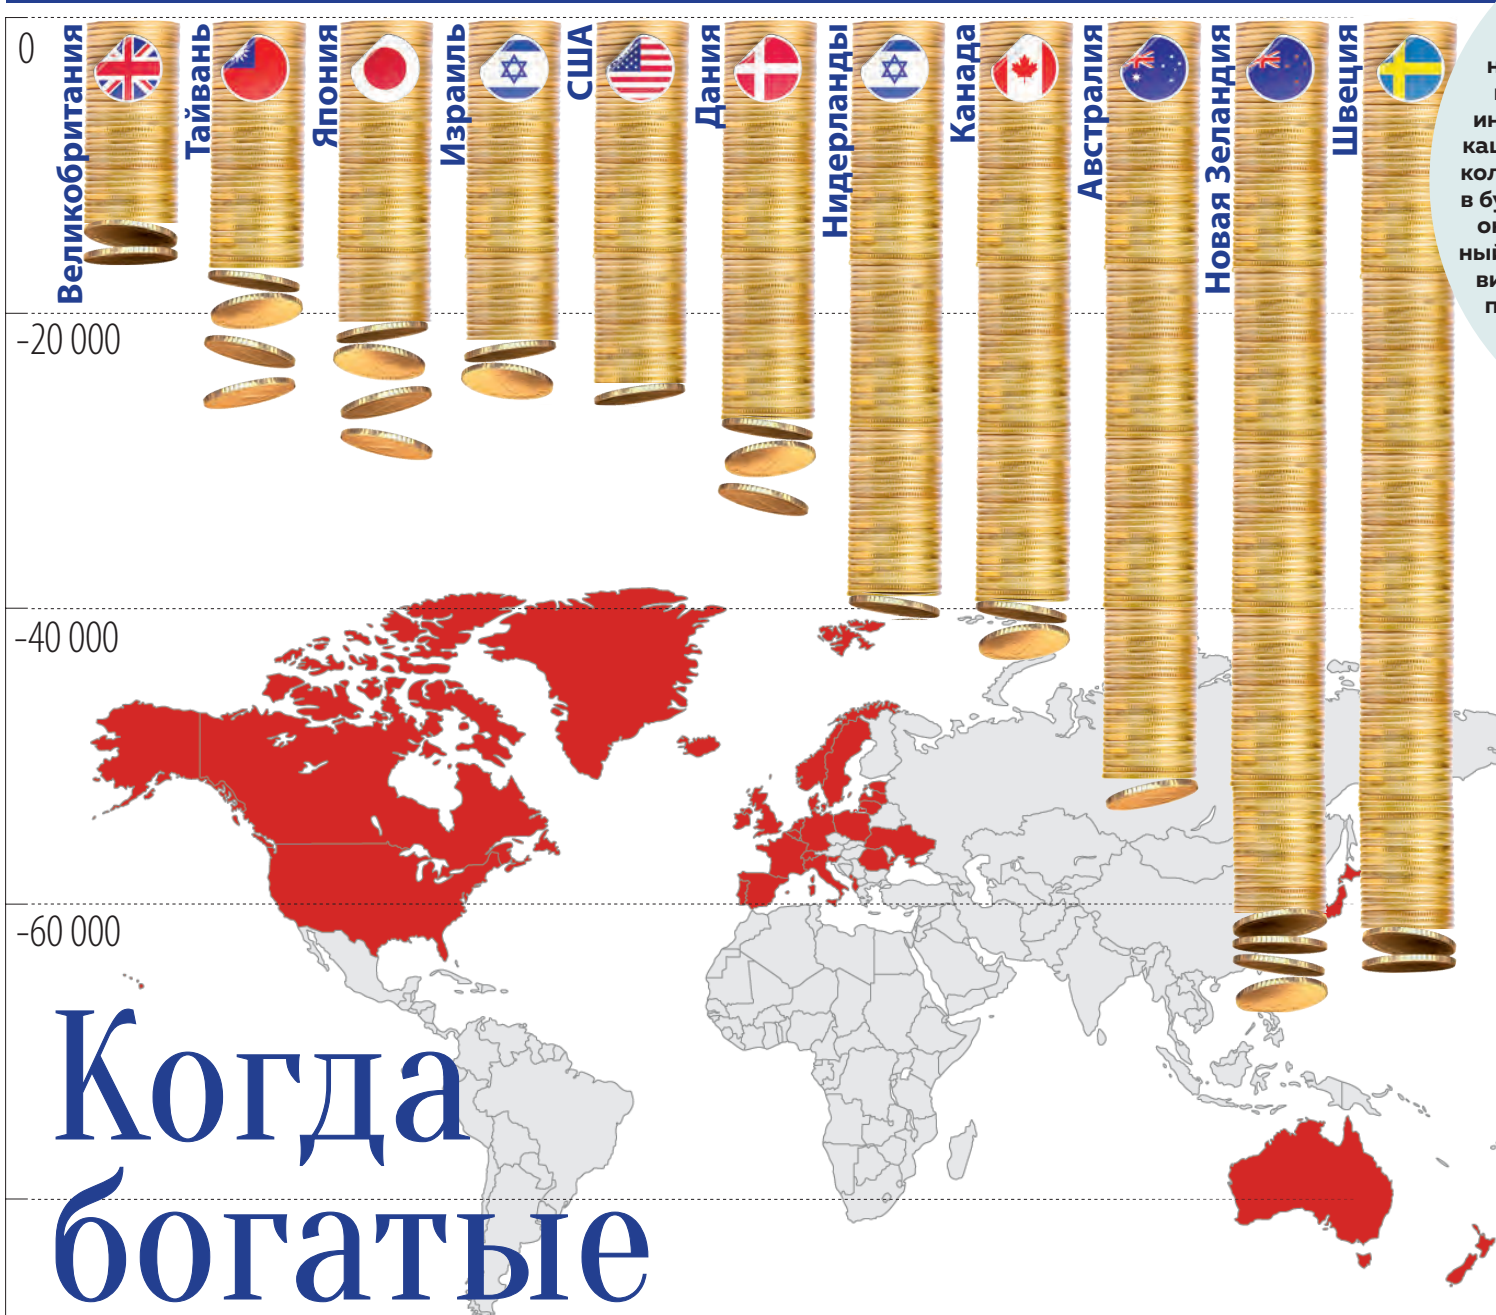 0
Великобритания
Тайвань
Япония
Израиль
США
Дания
Нидерланды
Канада
Австралия
Новая Зеландия
Швеция
-20 000
-40 000
-60 000
в бу
Когда
богатые